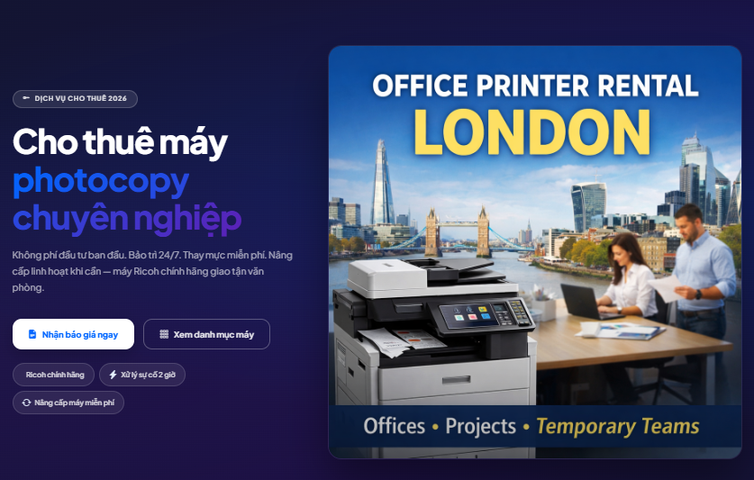 DỊCH VỤ CHO THUÊ 2026
Cho thuê máy
photocopy
chuyên nghiệp
Không phí đầu tư ban đầu. Bảo trì 24/7. Thay mực miễn phí. Nâng
cấp linh hoạt khi cần — máy Ricoh chính hãng giao tận văn
phòng.
Nhận báo giá ngay
Xem danh mục máy
Ricoh chính hãng
Xử lý sự cố 2 giờ
Nâng cấp máy miễn phí
OFFICE PRINTER RENTAL
LONDON
Offices • Projects • Temporary Teams